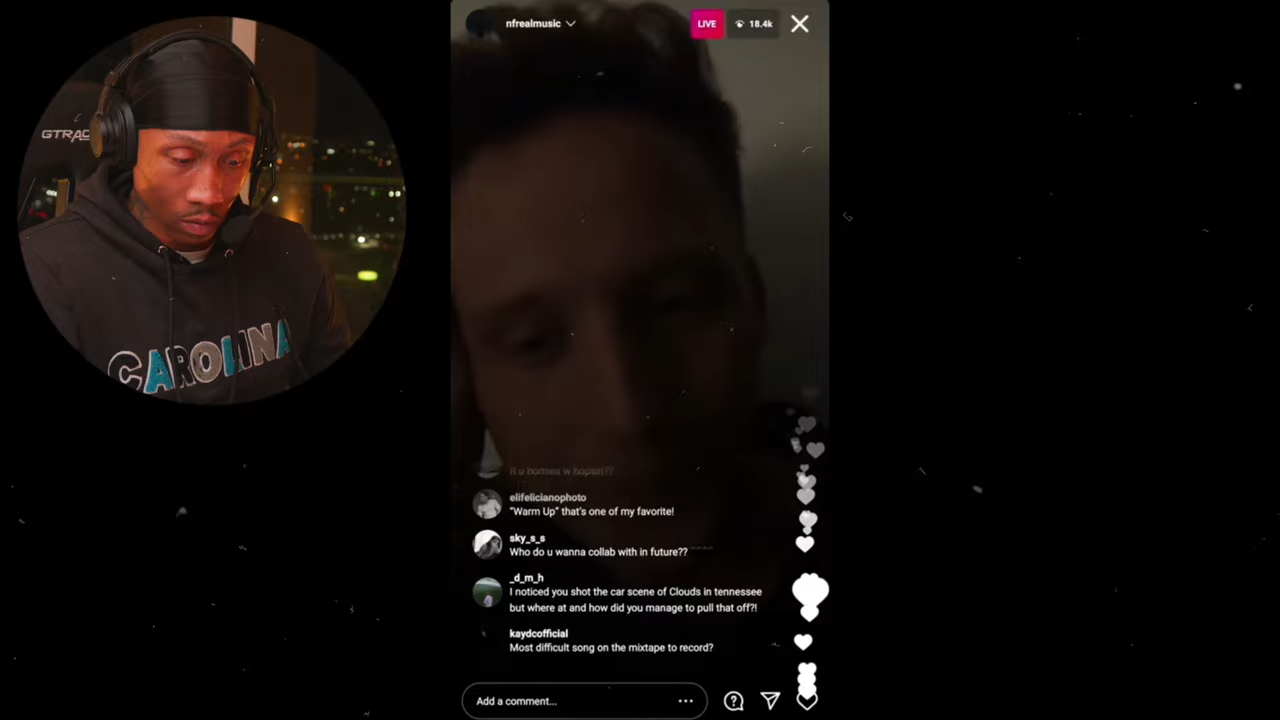 GTRAC
CAROLINA
nfrealmusic
LIVE
18.4k
R u homies w hopsin??
elifelicianophoto
“Warm Up” that’s one of my favorite!
sky_s_s
Who do u wanna collab with in future??
_d_m_h
I noticed you shot the car scene of Clouds in tennessee
but where at and how did you manage to pull that off?!
kaydcofficial
Most difficult song on the mixtape to record?
Add a comment...